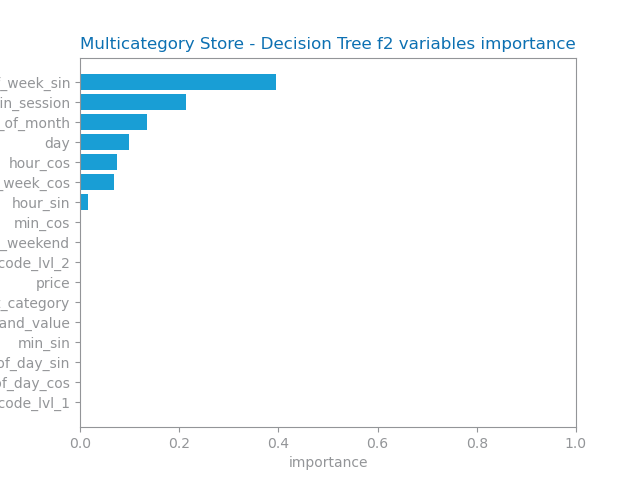 Multicategory Store - Decision Tree f2 variables importance
_week_sin
in_session
_of_month
day
hour_cos
_week_cos
hour_sin
min_cos
_weekend
code_lvl_2
price
_category
and_value
min_sin
of_day_sin
of_day_cos
code_lvl_1
0.0 0.2 0.4 0.6 0.8 1.0
importance